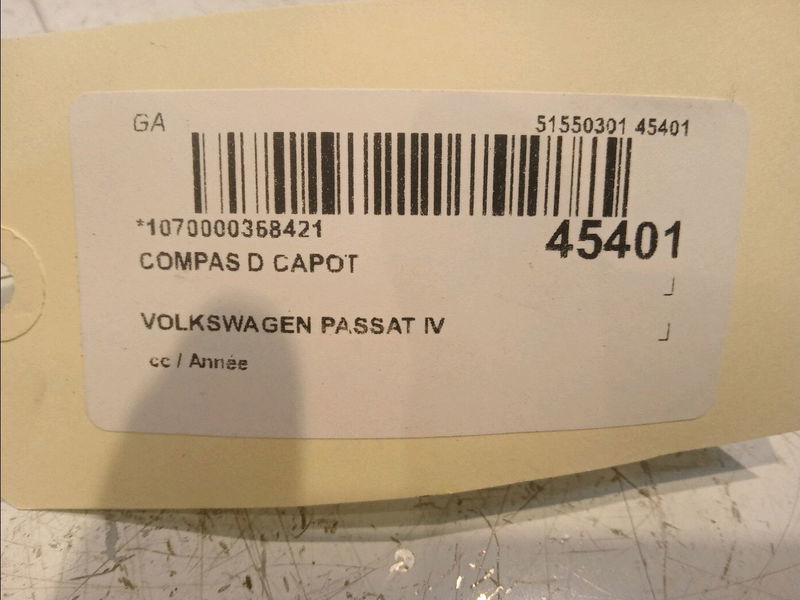 GA
51550301 45401
*1070000368421
45401
COMPAS D CAPOT
VOLKSWAGEN PASSAT IV
cc / Année